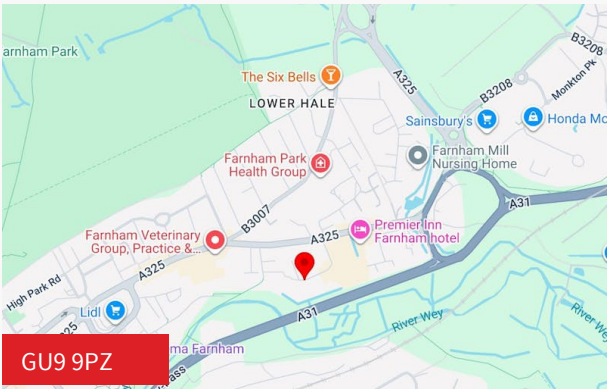 B3208
arnham Park
A325
Monkton Pk
The Six Bells
B3208
LOWER HALE
Sainsbury's
Honda Mo
Farnham Mill
Nursing Home
Farnham Park
Health Group
A31
B3007
Premier Inn
Farnham hotel
Farnham Veterinary
Group, Practice &...
A325
A325
High Park Rd
Lidl
A31
River Wey
River Wey
325
ma Farnham
pass
GU9 9PZ